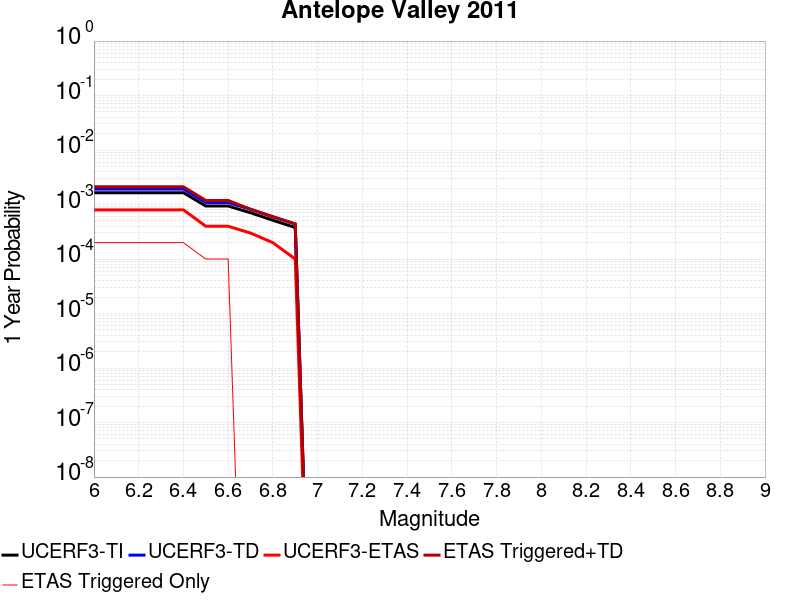 Antelope Valley 2011
10^0
10^-1
10^-2
10^-3
10^-4
10^-5
10^-6
10^-7
10^-8
1 Year Probability
6 6.2 6.4 6.6 6.8 7 7.2 7.4 7.6 7.8 8 8.2 8.4 8.6 8.8 9
Magnitude
UCERF3-TI UCERF3-TD UCERF3-ETAS ETAS Triggered+TD
ETAS Triggered Only